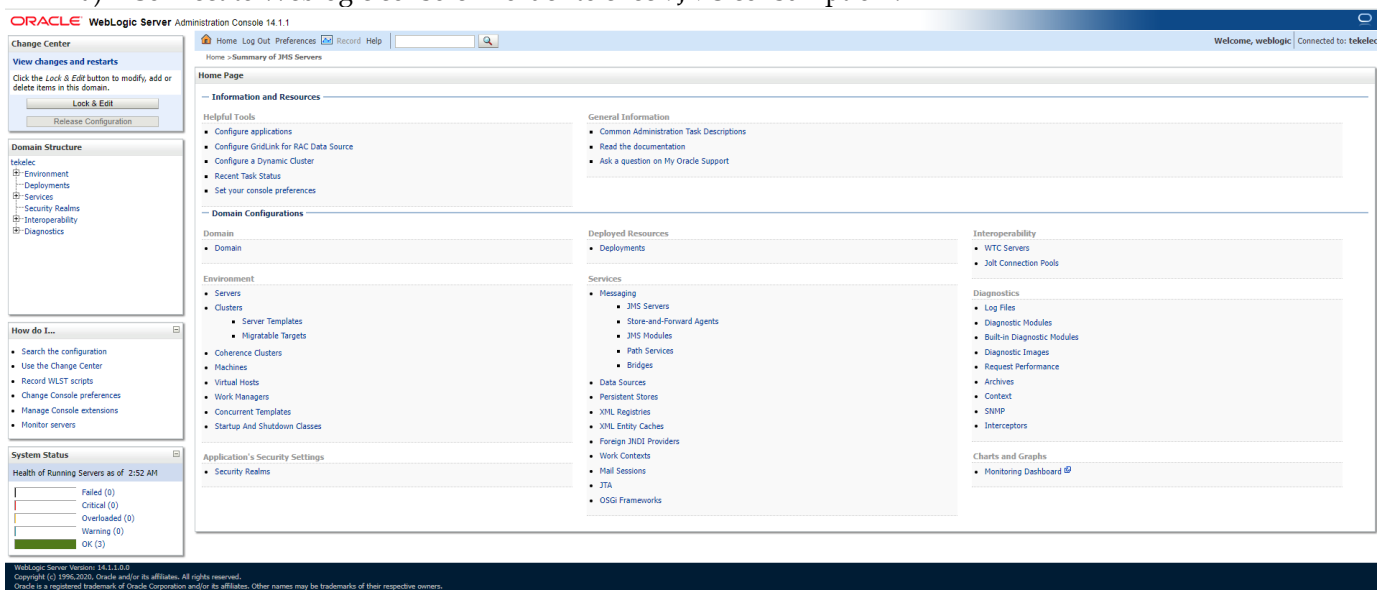 ORACLE WebLogic Server Administration Console 14.1.1
Change Center
View changes and restarts
Click the Lock & Edit button to modify, add or
delete items in this domain.
Lock & Edit
Release Configuration
Domain Structure
tekelec
Environment
Deployments
Services
Security Realms
Interoperability
Diagnostics
How do I...
Search the configuration
Use the Change Center
Record WLST scripts
Change Console preferences
Manage Console extensions
Monitor servers
System Status
Health of Running Servers as of 2:52 AM
Failed (0)
Critical (0)
Overloaded (0)
Warning (0)
OK (3)
Home Log Out Preferences Record Help
Welcome, weblogic Connected to: tekelec
Home >Summary of JMS Servers
Home Page
Information and Resources
Helpful Tools
Configure applications
Configure GridLink for RAC Data Source
Configure a Dynamic Cluster
Recent Task Status
Set your console preferences
General Information
Common Administration Task Descriptions
Read the documentation
Ask a question on My Oracle Support
Domain Configurations
Domain
Domain
Environment
Servers
Clusters
Server Templates
Migratable Targets
Coherence Clusters
Machines
Virtual Hosts
Work Managers
Concurrent Templates
Startup And Shutdown Classes
Application's Security Settings
Security Realms
Deployed Resources
Deployments
Services
Messaging
JMS Servers
Store-and-Forward Agents
JMS Modules
Path Services
Bridges
Data Sources
Persistent Stores
XML Registries
XML Entity Caches
Foreign JNDI Providers
Work Contexts
Mail Sessions
JTA
OSGi Frameworks
Interoperability
WTC Servers
Jolt Connection Pools
Diagnostics
Log Files
Diagnostic Modules
Built-in Diagnostic Modules
Diagnostic Images
Request Performance
Archives
Context
SNMP
Interceptors
Charts and Graphs
Monitoring Dashboard
WebLogic Server Version: 14.1.1.0.0
Copyright (c) 1996,2020, Oracle and/or its affiliates. All rights reserved.
Oracle is a registered trademark of Oracle Corporation and/or its affiliates. Other names may be trademarks of their respective owners.